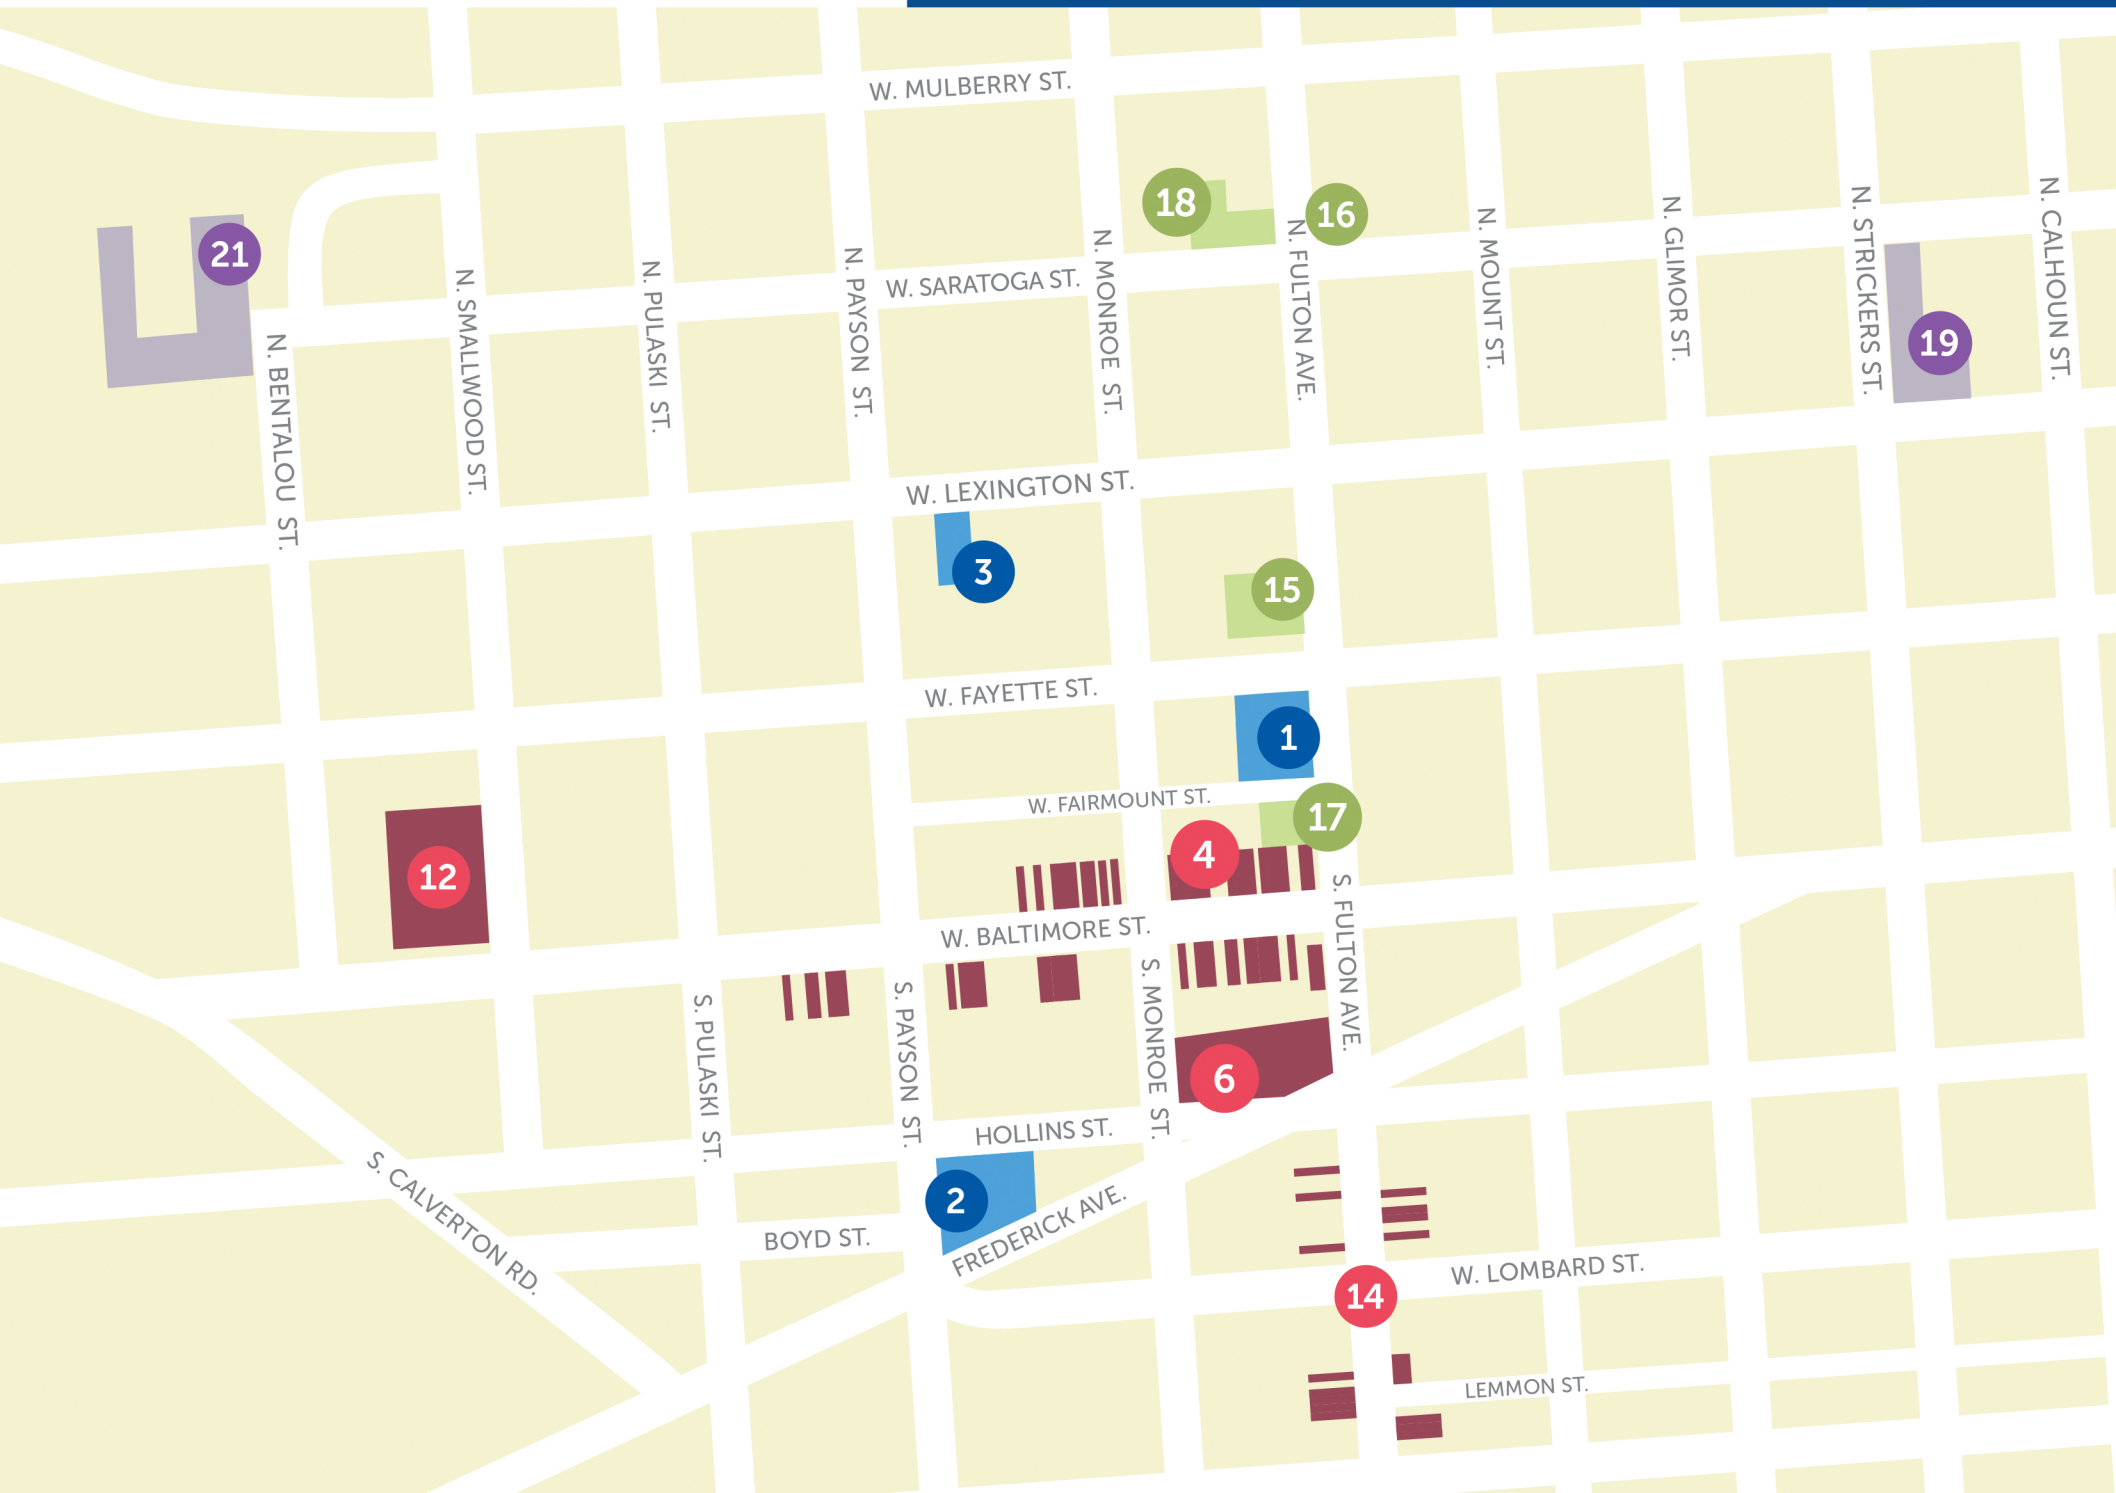 W. MULBERRY ST.
18
16
21
N. BENTALOU ST.
N. SMALLWOOD ST.
N. PULASKI ST.
N. PAYSON ST.
W. SARATOGA ST.
N. MONROE ST.
N. FULTON AVE.
N. MOUNT ST.
N. GLIMOR ST.
N. STRICKERS ST.
N. CALHOUN ST.
19
W. LEXINGTON ST.
3
15
W. FAYETTE ST.
1
W. FAIRMOUNT ST.
17
4
12
W. BALTIMORE ST.
S. FULTON AVE.
S. PULASKI ST.
S. PAYSON ST.
S. MONROE ST.
6
HOLLINS ST.
S. CALVERTON RD.
2
BOYD ST.
FREDERICK AVE.
W. LOMBARD ST.
14
LEMMON ST.